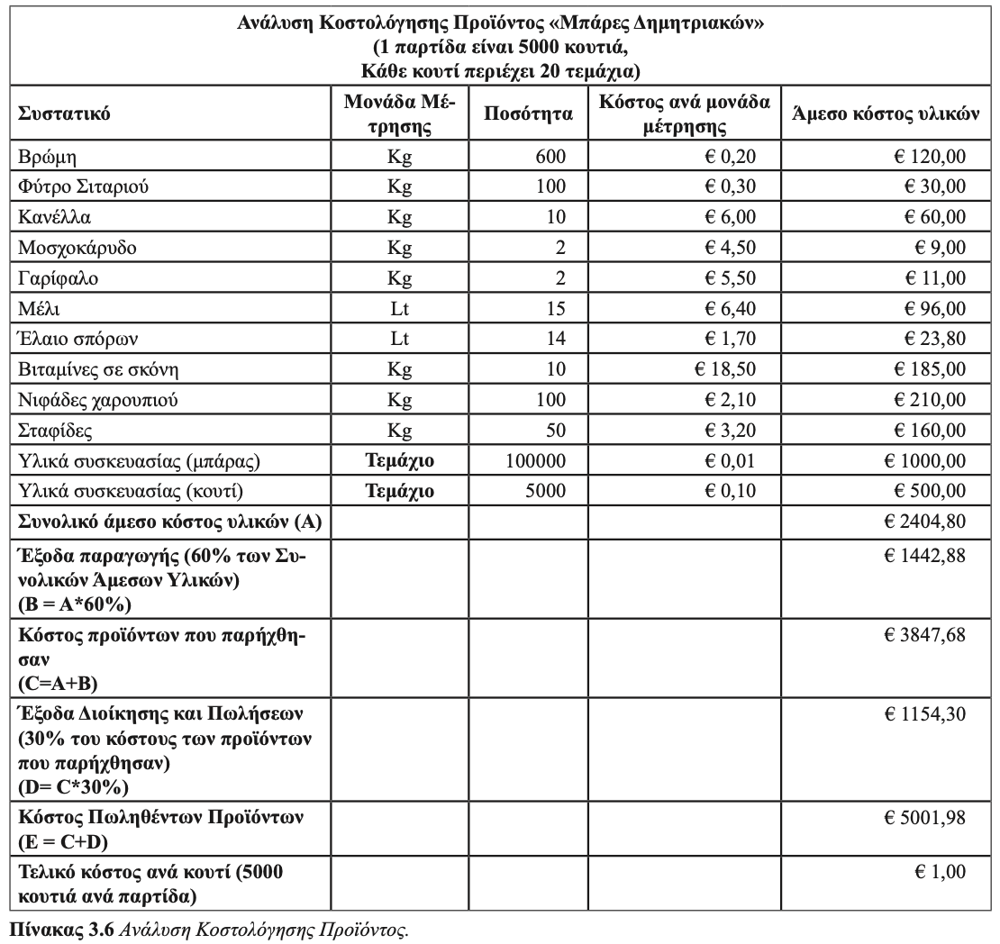 Ανάλυση Κοστολόγησης Προϊόντος «Μπάρες Δημητριακών»
(1 παρτίδα είναι 5000 κουτιά,
Κάθε κουτί περιέχει 20 τεμάχια)
Συστατικό Μονάδα Μέ-
τρησης Ποσότητα Κόστος ανά μονάδα
μέτρησης Άμεσο κόστος υλικών
Βρώμη Kg 600 € 0,20 € 120,00
Φύτρο Σιταριού Kg 100 € 0,30 € 30,00
Κανέλλα Kg 10 € 6,00 € 60,00
Μοσχοκάρυδο Kg 2 € 4,50 € 9,00
Γαρίφαλο Kg 2 € 5,50 € 11,00
Μέλι Lt 15 € 6,40 € 96,00
Έλαιο σπόρων Lt 14 € 1,70 € 23,80
Βιταμίνες σε σκόνη Kg 10 € 18,50 € 185,00
Νιφάδες χαρουπιού Kg 100 € 2,10 € 210,00
Σταφίδες Kg 50 € 3,20 € 160,00
Υλικά συσκευασίας (μπάρας) Τεμάχιο 100000 € 0,01 € 1000,00
Υλικά συσκευασίας (κουτί) Τεμάχιο 5000 € 0,10 € 500,00
Συνολικό άμεσο κόστος υλικών (Α) € 2404,80
Έξοδα παραγωγής (60% των Συ- € 1442,88
νολικών Άμεσων Υλικών)
(B = A*60%)
Κόστος προϊόντων που παρήχθη- € 3847,68
σαν
(C=A+B)
Έξοδα Διοίκησης και Πωλήσεων € 1154,30
(30% του κόστους των προϊόντων
που παρήχθησαν)
(D= C*30%)
Κόστος Πωληθέντων Προϊόντων € 5001,98
(E = C+D)
Τελικό κόστος ανά κουτί (5000 € 1,00
κουτιά ανά παρτίδα)
Πίνακας 3.6 Ανάλυση Κοστολόγησης Προϊόντος.